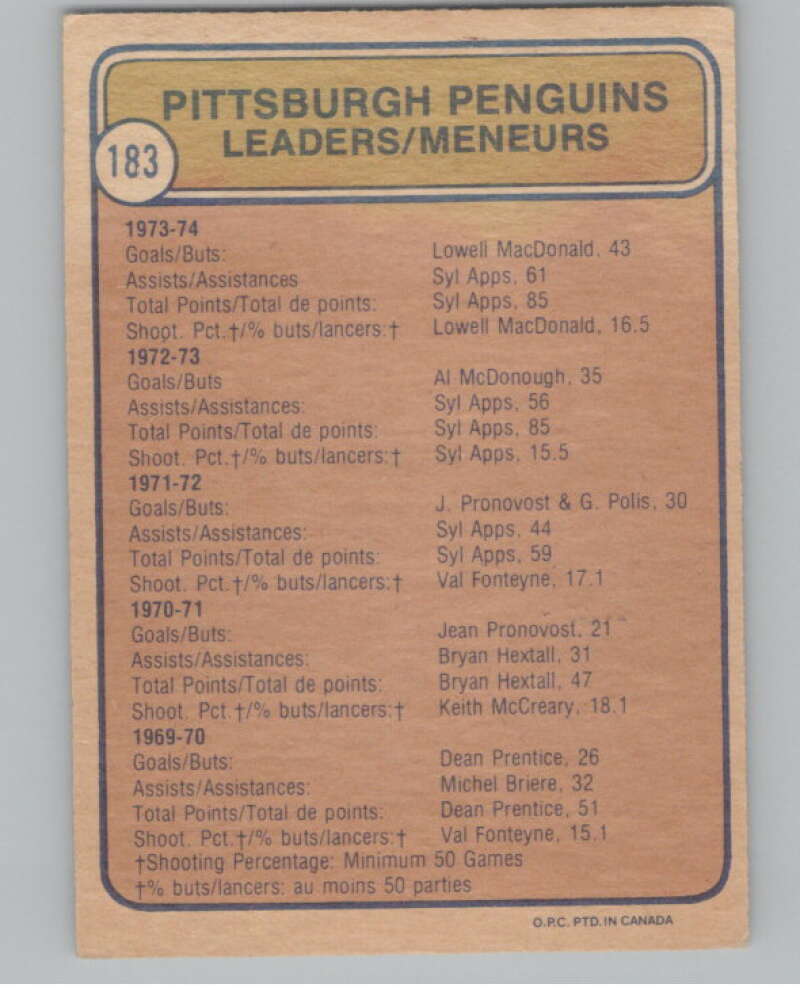 PITTSBURGH PENGUINS
LEADERS/MENEURS
183
1973-74
Goals/Buts: Lowell MacDonald, 43
Assists/Assistances Syl Apps, 61
Total Points/Total de points: Syl Apps, 85
Shoot. Pct.†/% buts/lancers:† Lowell MacDonald, 16.5
1972-73
Goals/Buts Al McDonough, 35
Assists/Assistances: Syl Apps, 56
Total Points/Total de points: Syl Apps, 85
Shoot. Pct.†/% buts/lancers:† Syl Apps, 15.5
1971-72
Goals/Buts: J. Pronovost & G. Polis, 30
Assists/Assistances: Syl Apps, 44
Total Points/Total de points: Syl Apps, 59
Shoot. Pct.†/% buts/lancers:† Val Fonteyne, 17.1
1970-71
Goals/Buts: Jean Pronovost, 21
Assists/Assistances: Bryan Hextall, 31
Total Points/Total de points: Bryan Hextall, 47
Shoot. Pct.†/% buts/lancers:† Keith McCreary, 18.1
1969-70
Goals/Buts: Dean Prentice, 26
Assists/Assistances: Michel Briere, 32
Total Points/Total de points: Dean Prentice, 51
Shoot. Pct.†/% buts/lancers:† Val Fonteyne, 15.1
†Shooting Percentage: Minimum 50 Games
†% buts/lancers: au moins 50 parties
O.P.C. PTD. IN CANADA